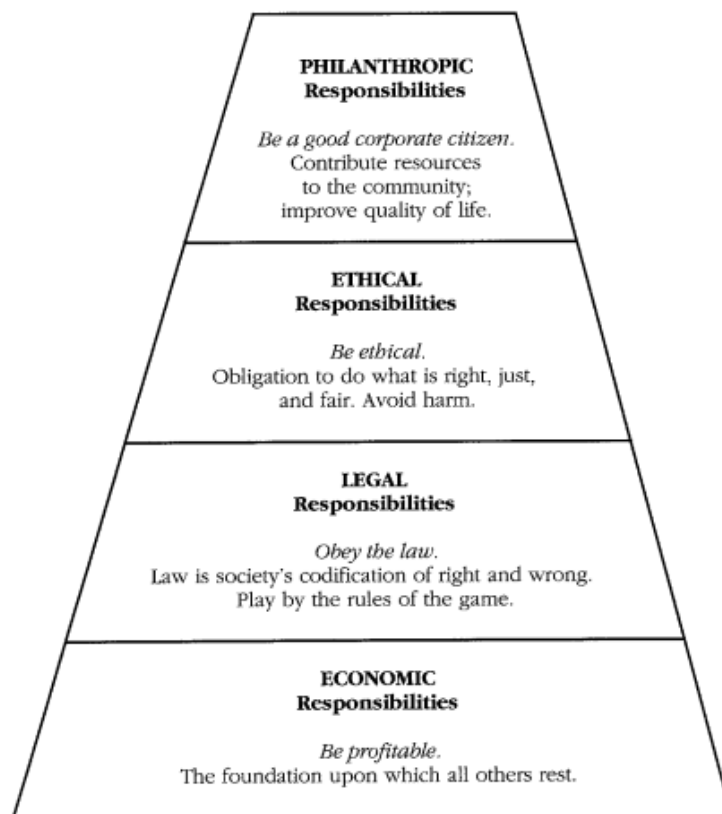 PHILANTHROPIC
Responsibilities
Be a good corporate citizen.
Contribute resources
to the community;
improve quality of life.
ETHICAL
Responsibilities
Be ethical.
Obligation to do what is right, just,
and fair. Avoid harm.
LEGAL
Responsibilities
Obey the law.
Law is society's codification of right and wrong.
Play by the rules of the game.
ECONOMIC
Responsibilities
Be profitable.
The foundation upon which all others rest.